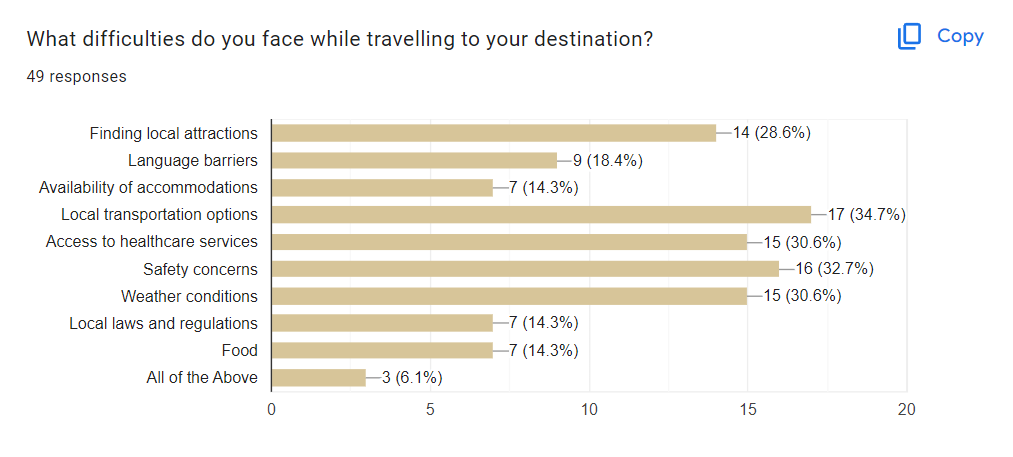 What difficulties do you face while travelling to your destination?
Copy
49 responses
Finding local attractions 14 (28.6%)
Language barriers 9 (18.4%)
Availability of accommodations 7 (14.3%)
Local transportation options 17 (34.7%)
Access to healthcare services 15 (30.6%)
Safety concerns 16 (32.7%)
Weather conditions 15 (30.6%)
Local laws and regulations 7 (14.3%)
Food 7 (14.3%)
All of the Above 3 (6.1%)
0 5 10 15 20